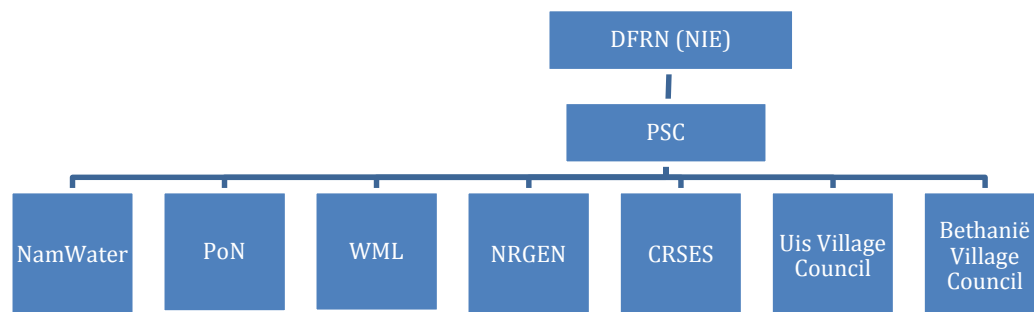 DFRN (NIE)
PSC
NamWater
PoN
WML
NRGEN
CRSES
Uis Village
Council
Bethanië
Village
Council